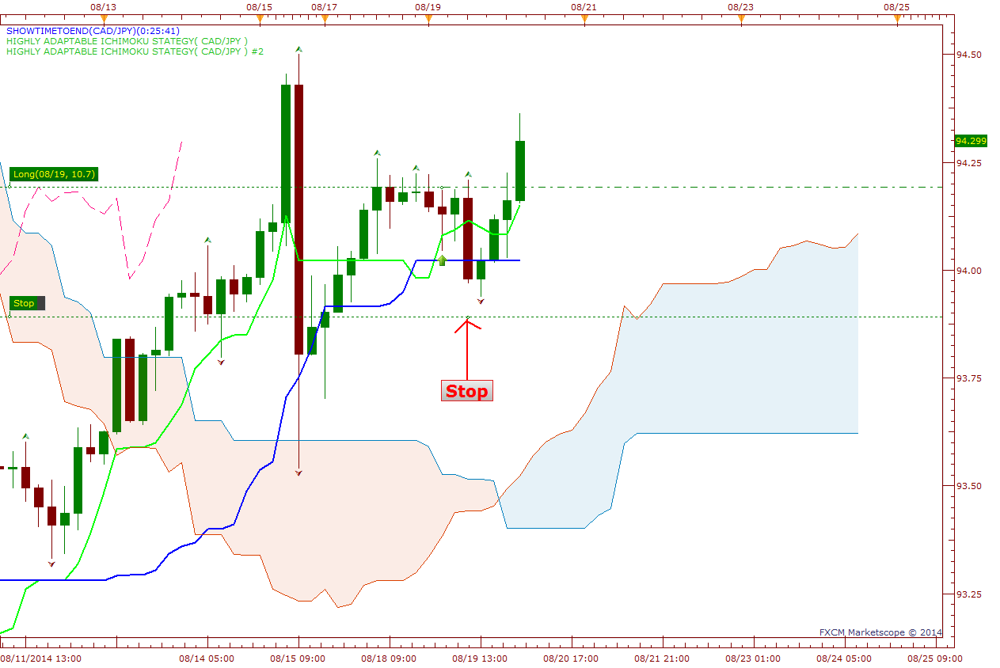 08/13 08/15 08/17 08/19 08/21 08/23 08/25
SHOWTIMETOEND(CAD/JPY)(0:25:41)
HIGHLY ADAPTABLE ICHIMOKU STATEGY( CAD/JPY )
HIGHLY ADAPTABLE ICHIMOKU STATEGY( CAD/JPY ) #2
94.50
94.299
94.25
Long(08/19, 10.7)
94.00
Stop
93.75
Stop
93.50
93.25
FXCM Marketscope © 2014
08/11/2014 13:00 08/14 05:00 08/15 09:00 08/18 09:00 08/19 13:00 08/20 17:00 08/21 21:00 08/23 01:00 08/24 05:00 08/25 09:00